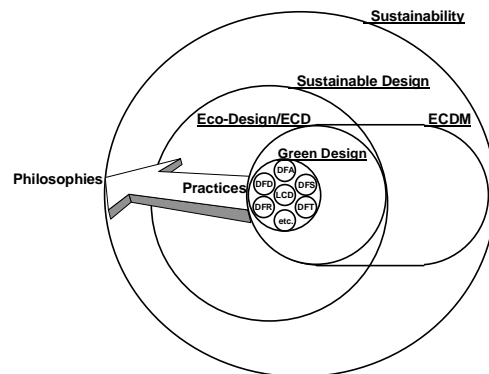 Sustainability
Sustainable Design
Eco-Design/ECD
ECDM
Green Design
DFA
DFD
DFS
LCD
DFR
DFT
etc.
Philosophies
Practices